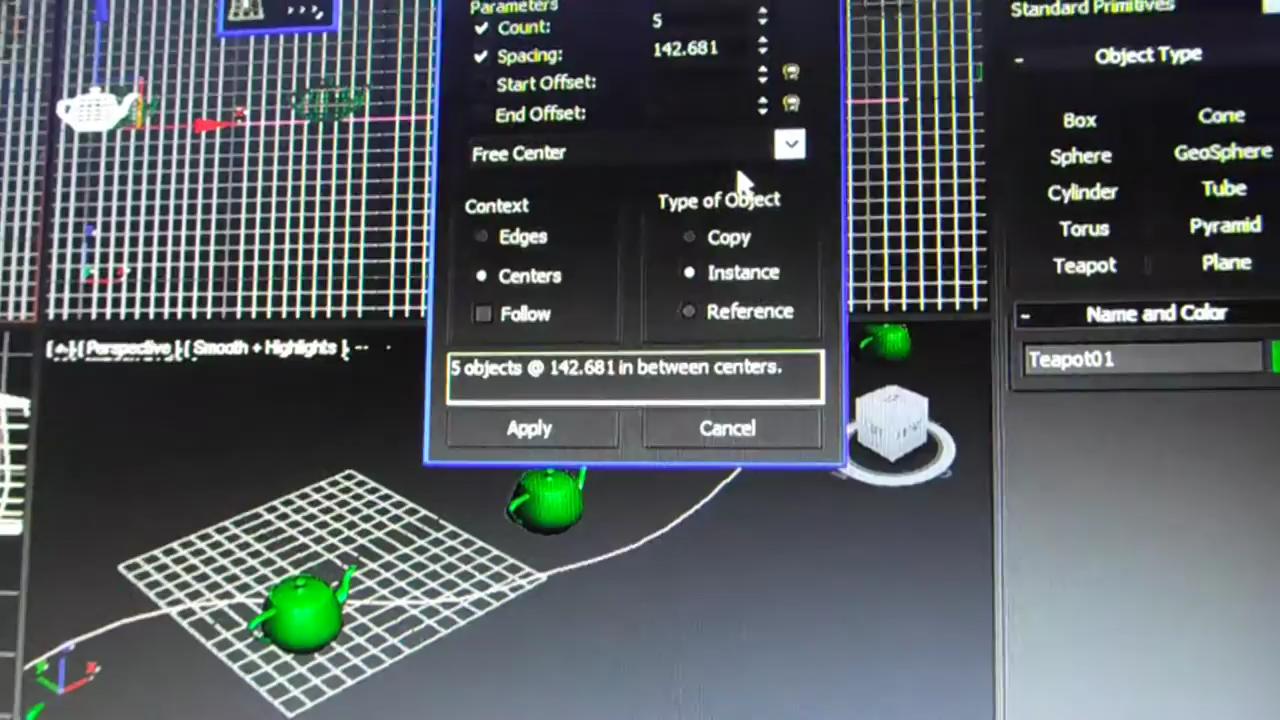 Parameters
Count: 5
Spacing: 142.681
Start Offset:
End Offset:
Free Center
Context
Edges
Centers
Follow
Type of Object
Copy
Instance
Reference
5 objects @ 142.681 in between centers.
Apply Cancel
Standard Primitives
- Object Type
Box Cone
Sphere GeoSphere
Cylinder Tube
Torus Pyramid
Teapot Plane
- Name and Color
Teapot01
[ + ] [ Perspective ] [ Smooth + Highlights ]